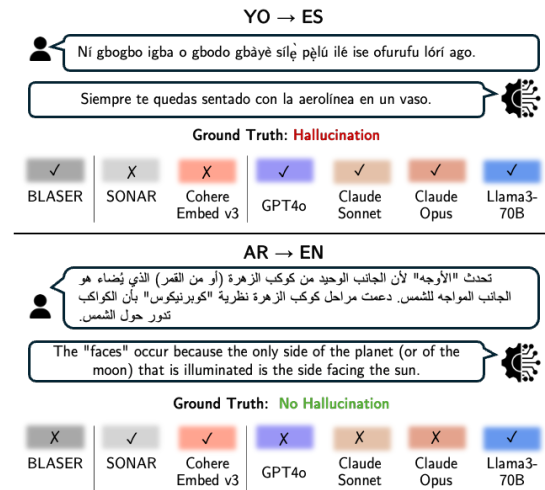 YO → ES
Ní gbogbo igba o gbodo gbàyè sílẹ̀ pẹ̀lú ilé ise ofurufu lórí ago.
Siempre te quedas sentado con la aerolínea en un vaso.
Ground Truth: Hallucination
✓ ✗ ✗ ✓ ✓ ✓ ✓
BLASER SONAR Cohere Embed v3 GPT4o Claude Sonnet Claude Opus Llama3-70B
AR → EN
تحدث "الأوجه" لأن الجانب الوحيد من كوكب الزهرة (أو من القمر) الذي يُضاء هو
الجانب المواجه للشمس. دعمت مراحل كوكب الزهرة نظرية "كوبرنيكوس" بأن الكواكب
تدور حول الشمس.
The "faces" occur because the only side of the planet (or of the
moon) that is illuminated is the side facing the sun.
Ground Truth: No Hallucination
✗ ✓ ✓ ✗ ✗ ✗ ✓
BLASER SONAR Cohere Embed v3 GPT4o Claude Sonnet Claude Opus Llama3-70B